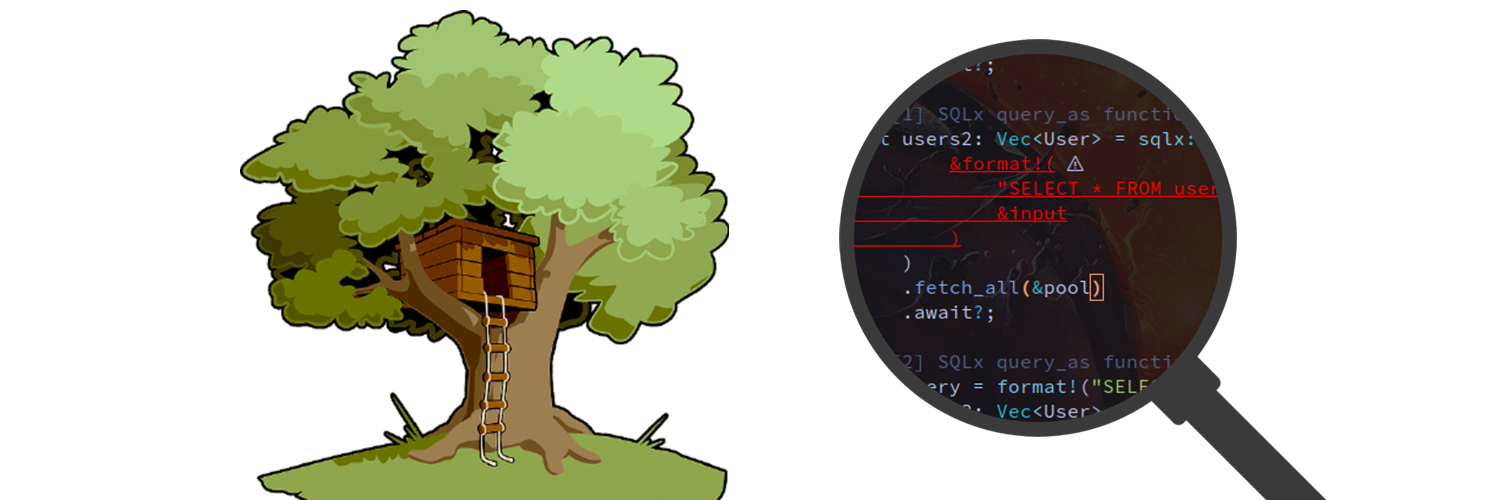 ?;
[1] SQLx query_as functi
users2: Vec<User> = sqlx:
&format!( ⚠
"SELECT * FROM user
&input
)
)
.fetch_all(&pool)
.await?;
[2] SQLx query_as functi
ery = format!("SELE
Vec<User>